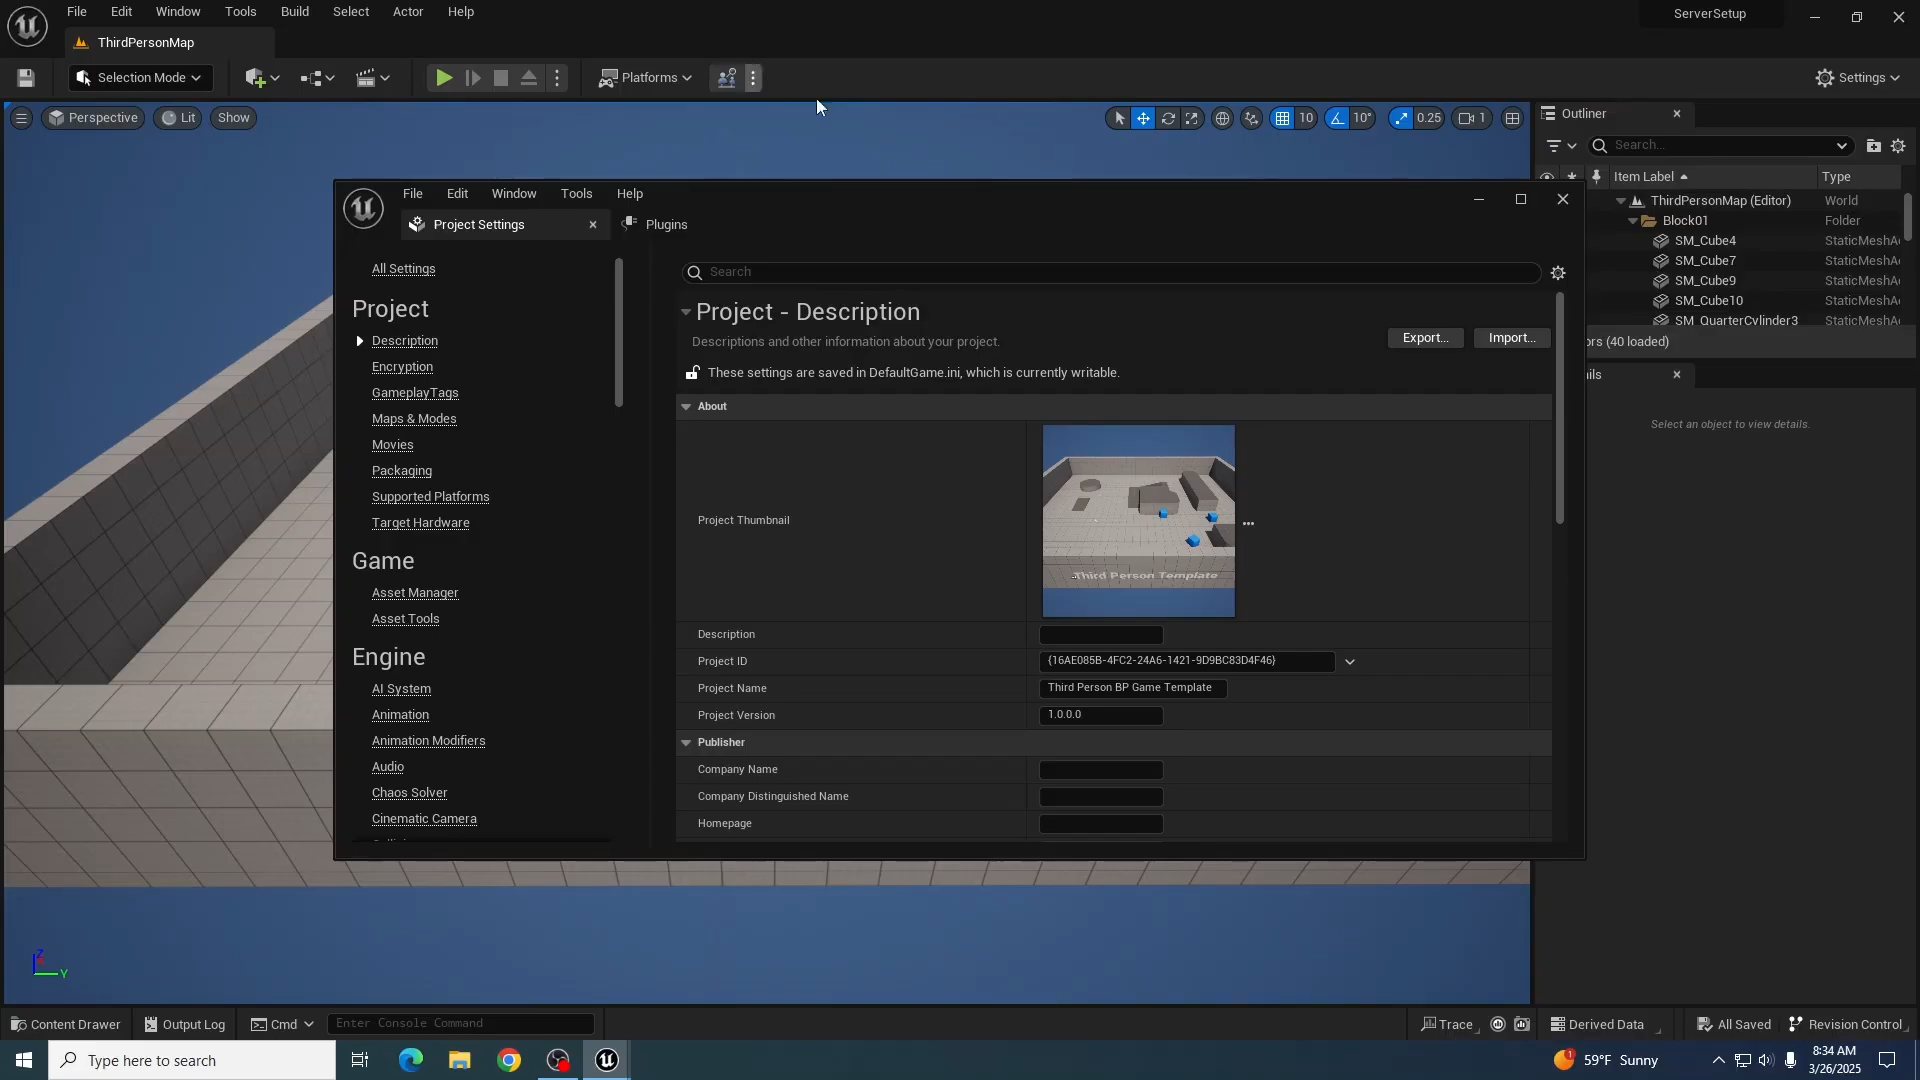 File Edit Window Tools Build Select Actor Help
ServerSetup
ThirdPersonMap
Selection Mode
Platforms
Settings
Perspective Lit Show
10 10° 0.25 1
Outliner
Search...
Item Label Type
ThirdPersonMap (Editor) World
Block01 Folder
SM_Cube4 StaticMeshA
SM_Cube7 StaticMeshA
SM_Cube9 StaticMeshA
SM_Cube10 StaticMeshA
SM_QuarterCylinder3 StaticMeshA
ors (40 loaded)
ils
Select an object to view details.
File Edit Window Tools Help
Project Settings
Plugins
All Settings
Project
Description
Encryption
GameplayTags
Maps & Modes
Movies
Packaging
Supported Platforms
Target Hardware
Game
Asset Manager
Asset Tools
Engine
AI System
Animation
Animation Modifiers
Audio
Chaos Solver
Cinematic Camera
Search
Project - Description
Descriptions and other information about your project.
Export... Import...
These settings are saved in DefaultGame.ini, which is currently writable.
About
Project Thumbnail
Third Person Template
Description
Project ID {16AE085B-4FC2-24A6-1421-9D9BC83D4F46}
Project Name Third Person BP Game Template
Project Version 1.0.0.0
Publisher
Company Name
Company Distinguished Name
Homepage
Z
Y
Content Drawer Output Log Cmd Enter Console Command
Trace Derived Data All Saved Revision Control
Type here to search
1
59°F Sunny
8:34 AM
3/26/2025